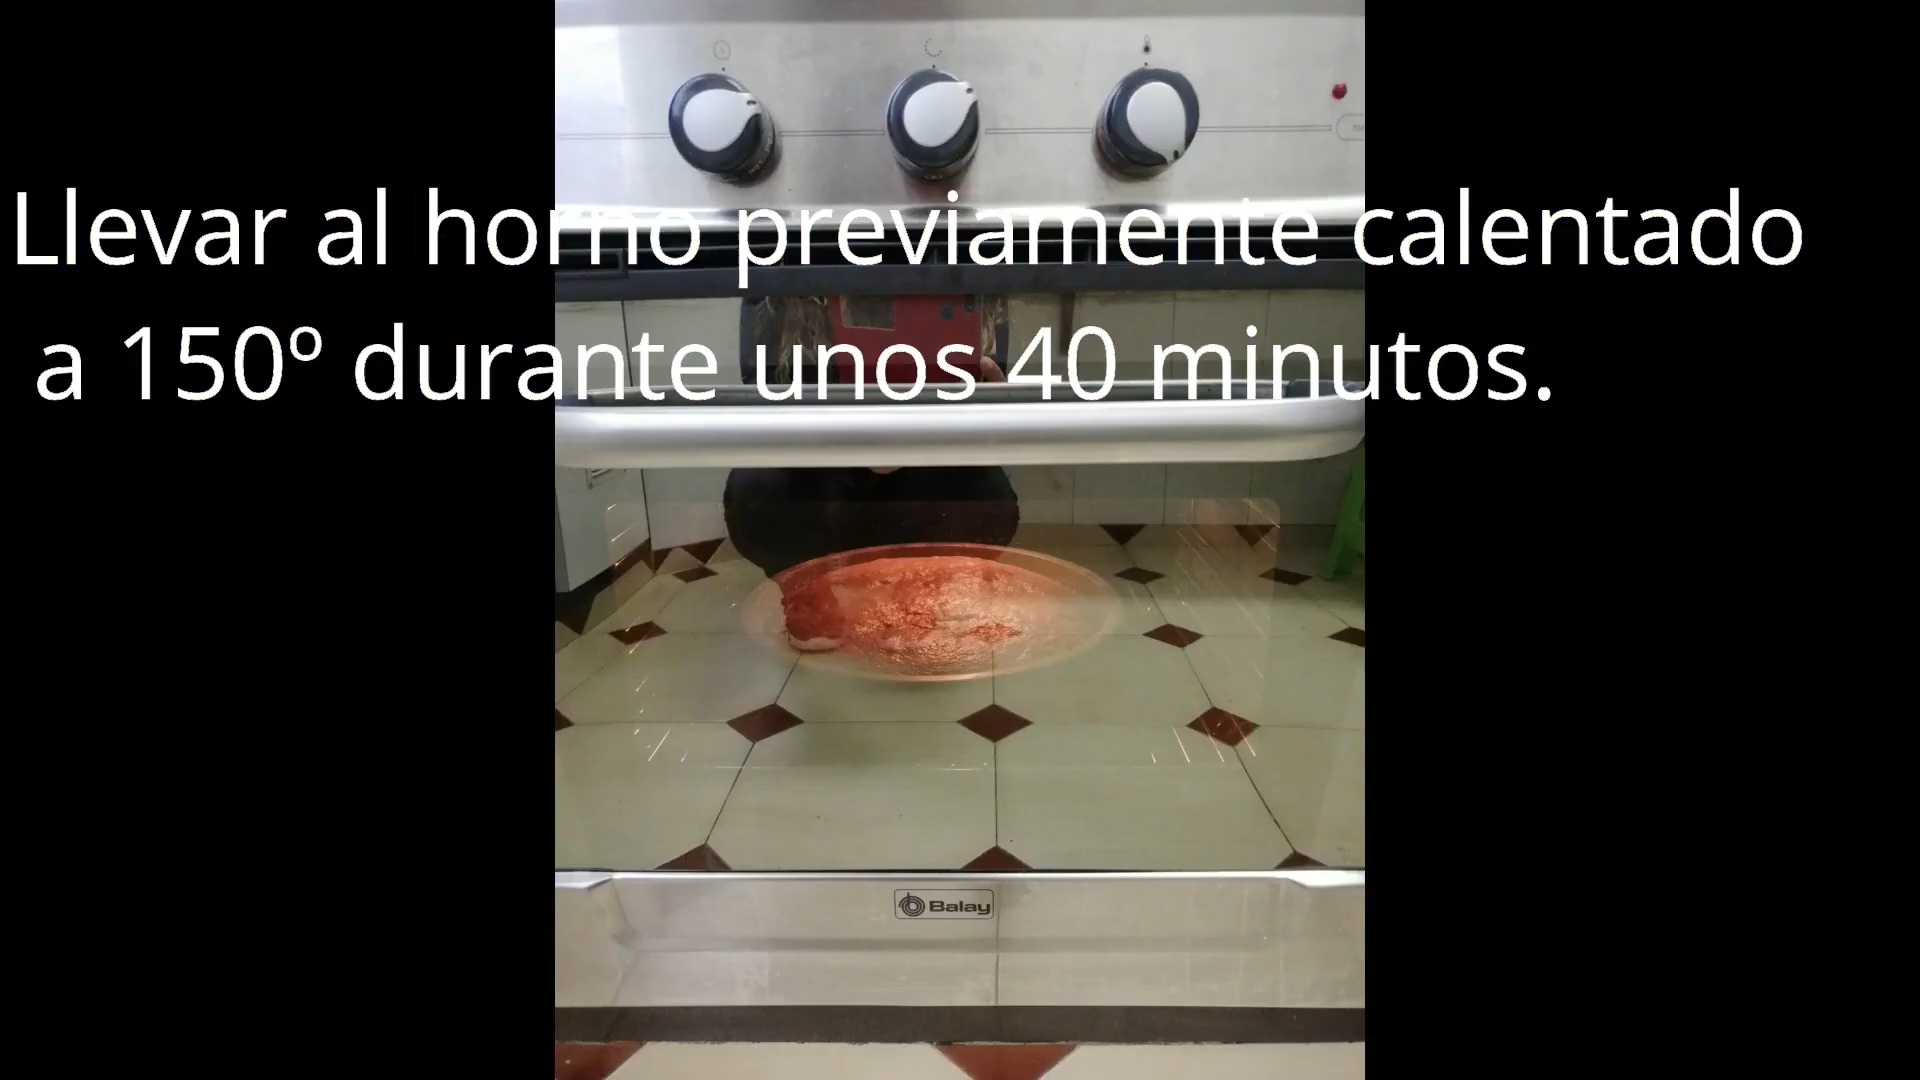 Llevar al horno previamente calentado
a 150º durante unos 40 minutos.
Balay